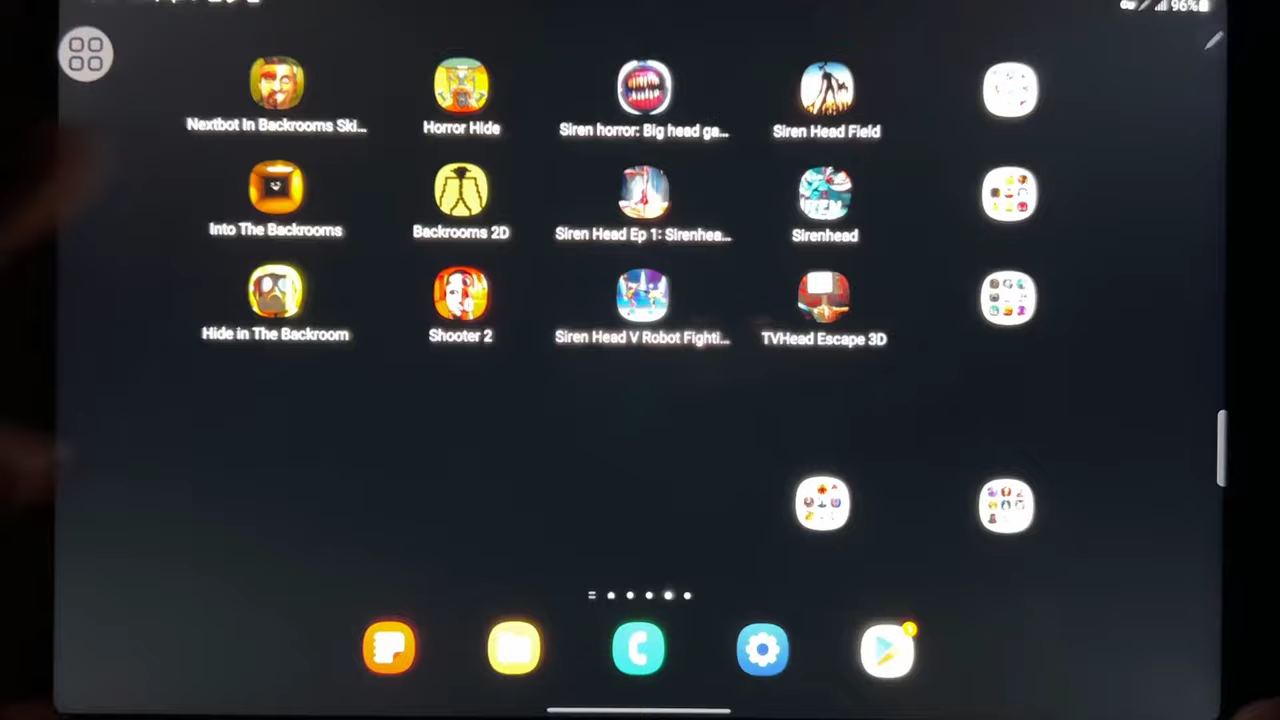 96%
Nextbot In Backrooms Ski...
Horror Hide
Siren horror: Big head ga...
Siren Head Field
Into The Backrooms
Backrooms 2D
Siren Head Ep 1: Sirenhea...
Sirenhead
Hide in The Backroom
Shooter 2
Siren Head V Robot Fighti...
TVHead Escape 3D